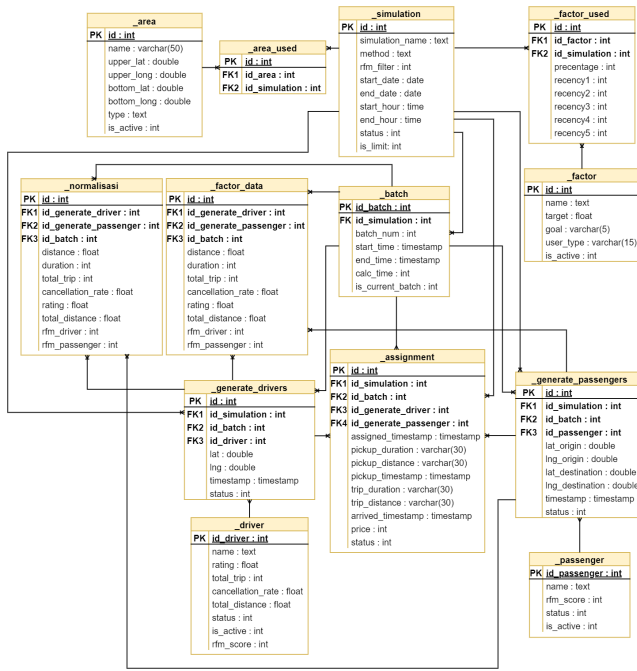 _area
PK id : int
name : varchar(50)
upper_lat : double
upper_long : double
bottom_lat : double
bottom_long : double
type : text
is_active : int
_area_used
PK id : int
FK1 id_area : int
FK2 id_simulation : int
_simulation
PK id : int
simulation_name : text
method : text
rfm_filter : int
start_date : date
end_date : date
start_hour : time
end_hour : time
status : int
is_limit: int
_factor_used
PK id : int
FK1 id_factor : int
FK2 id_simulation : int
precentage : int
recency1 : int
recency2 : int
recency3 : int
recency4 : int
recency5 : int
_factor
PK id : int
name : text
target : float
goal : varchar(5)
user_type : varchar(15)
is_active : int
_normalisasi
PK id : int
FK1 id_generate_driver : int
FK2 id_generate_passenger : int
FK3 id_batch : int
distance : float
duration : int
total_trip : int
cancellation_rate : float
rating : float
total_distance : float
rfm_driver : int
rfm_passenger : int
_factor_data
PK id : int
FK1 id_generate_driver : int
FK2 id_generate_passenger : int
FK3 id_batch : int
distance : float
duration : int
total_trip : int
cancellation_rate : float
rating : float
total_distance : float
rfm_driver : int
rfm_passenger : int
_batch
PK id_batch : int
FK id_simulation : int
batch_num : int
start_time : timestamp
end_time : timestamp
calc_time : int
is_current_batch : int
_generate_drivers
PK id : int
FK1 id_simulation : int
FK2 id_batch : int
FK3 id_driver : int
lat : double
lng : double
timestamp : timestamp
status : int
_assignment
PK id : int
FK1 id_simulation : int
FK2 id_batch : int
FK3 id_generate_driver : int
FK4 id_generate_passenger : int
assigned_timestamp : timestamp
pickup_duration : varchar(30)
pickup_distance : varchar(30)
pickup_timestamp : timestamp
trip_duration : varchar(30)
trip_distance : varchar(30)
arrived_timestamp : timestamp
price : int
status : int
_generate_passengers
PK id : int
FK1 id_simulation : int
FK2 id_batch : int
FK3 id_passenger : int
lat_origin : double
lng_origin : double
lat_destination : double
lng_destination : double
timestamp : timestamp
status : int
_driver
PK id_driver : int
name : text
rating : float
total_trip : int
cancellation_rate : float
total_distance : float
status : int
is_active : int
rfm_score : int
_passenger
PK id_passenger : int
name : text
rfm_score : int
status : int
is_active : int